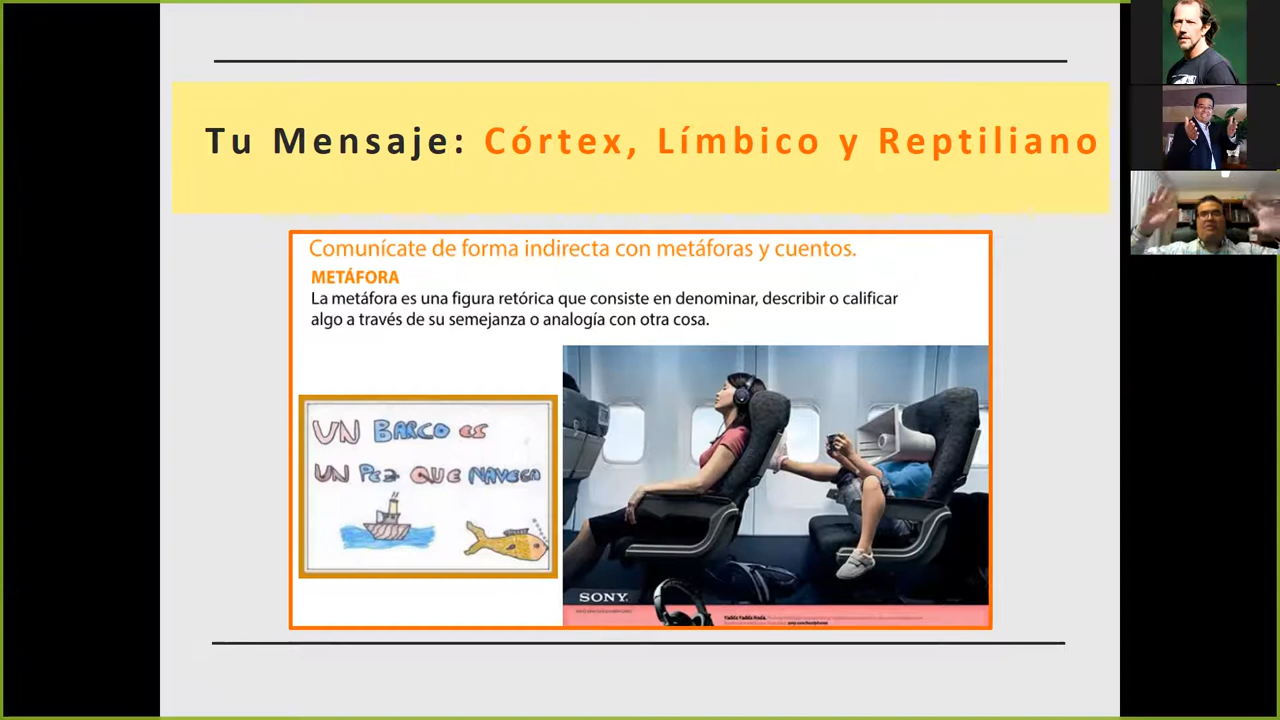 Tu Mensaje: Córtex, Límbico y Reptiliano
Comunícate de forma indirecta con metáforas y cuentos.
METÁFORA
La metáfora es una figura retórica que consiste en denominar, describir o calificar
algo a través de su semejanza o analogía con otra cosa.
UN BARCO es
UN PEZ QUE NAVEGA
SONY